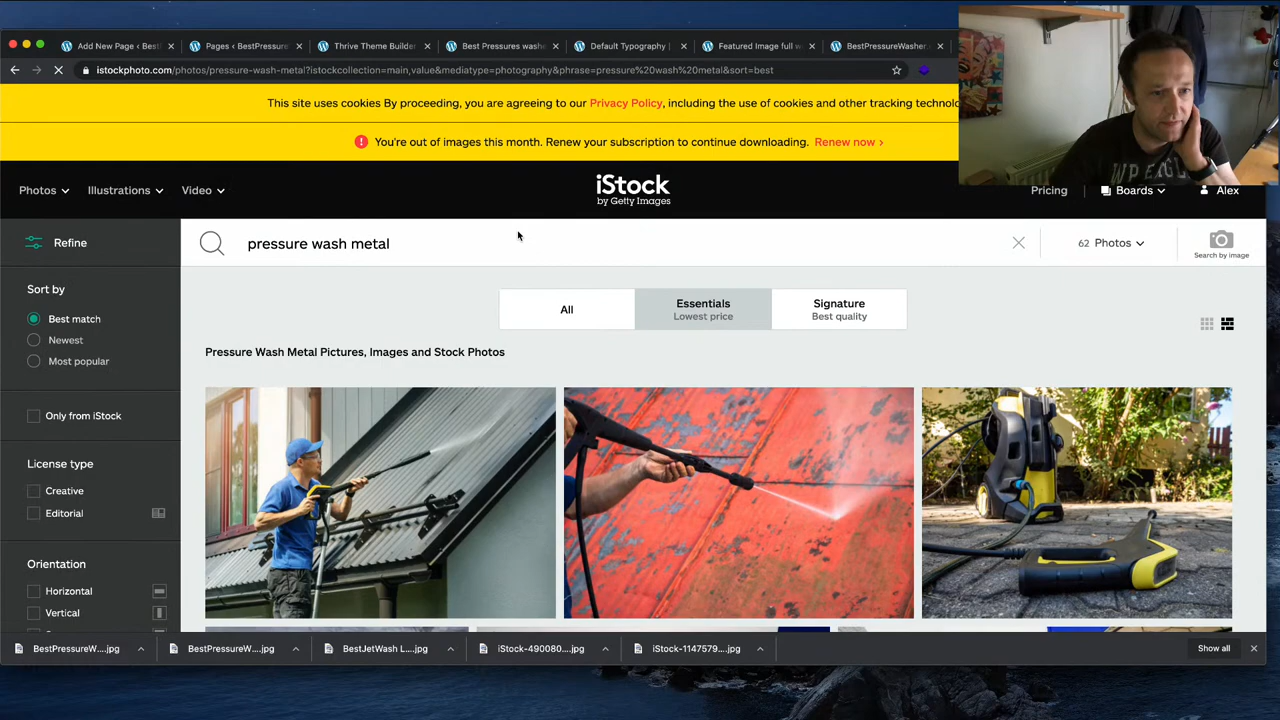 Add New Page < Best
Pages < BestPressure
Thrive Theme Builder
Best Pressures washe
Default Typography |
Featured Image full w
BestPressureWasher.
istockphoto.com/photos/pressure-wash-metal?istockcollection=main,value&mediatype=photography&phrase=pressure%20wash%20metal&sort=best
This site uses cookies By proceeding, you are agreeing to our Privacy Policy, including the use of cookies and other tracking technolo
You're out of images this month. Renew your subscription to continue downloading. Renew now >
Photos
Illustrations
Video
iStock
by Getty Images
Pricing
Boards
Alex
WP ENGI
Refine
pressure wash metal
62 Photos
Search by image
Sort by
Best match
Newest
Most popular
Only from iStock
License type
Creative
Editorial
Orientation
Horizontal
Vertical
All
Essentials
Lowest price
Signature
Best quality
Pressure Wash Metal Pictures, Images and Stock Photos
BestPressureW....jpg
BestPressureW....jpg
BestJetWash L....jpg
iStock-490080....jpg
iStock-1147579....jpg
Show all